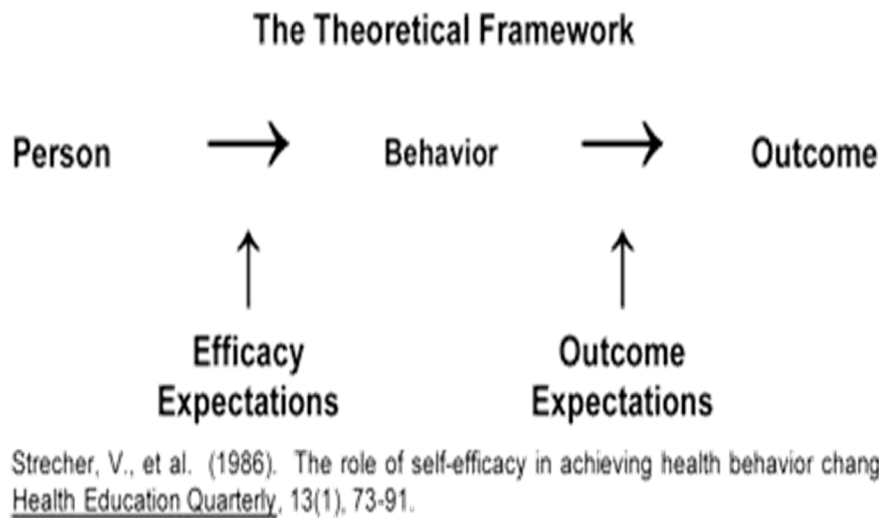 The Theoretical Framework
Person → Behavior → Outcome
↑ ↑
Efficacy Outcome
Expectations Expectations
Strecher, V., et al. (1986). The role of self-efficacy in achieving health behavior chang
Health Education Quarterly, 13(1), 73-91.